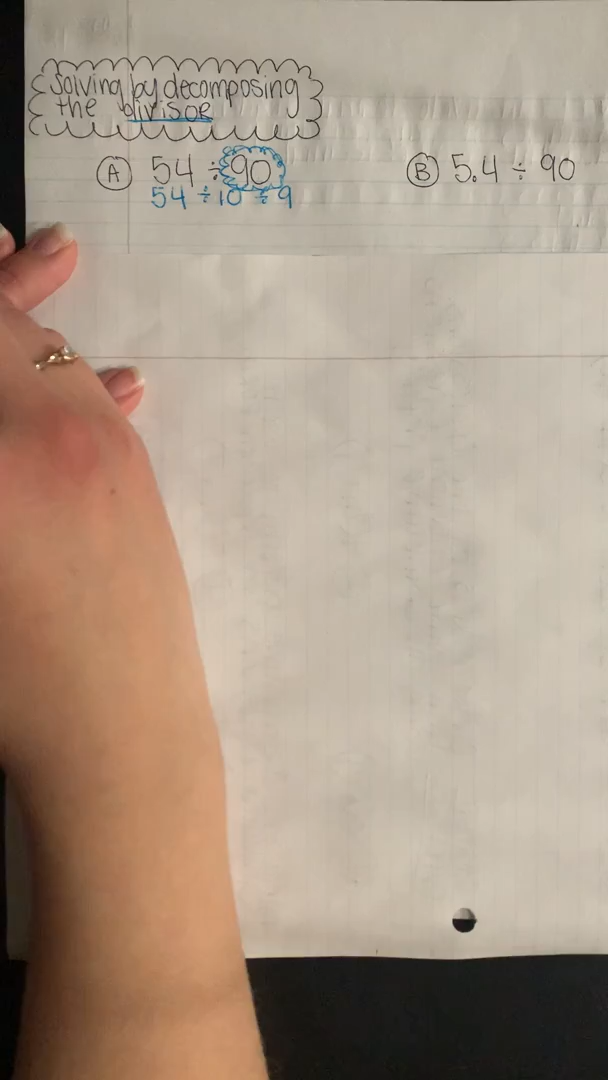 Solving by decomposing
the divisor
A 54 ÷ 90
54 ÷ 10 ÷ 9
B 5.4 ÷ 90